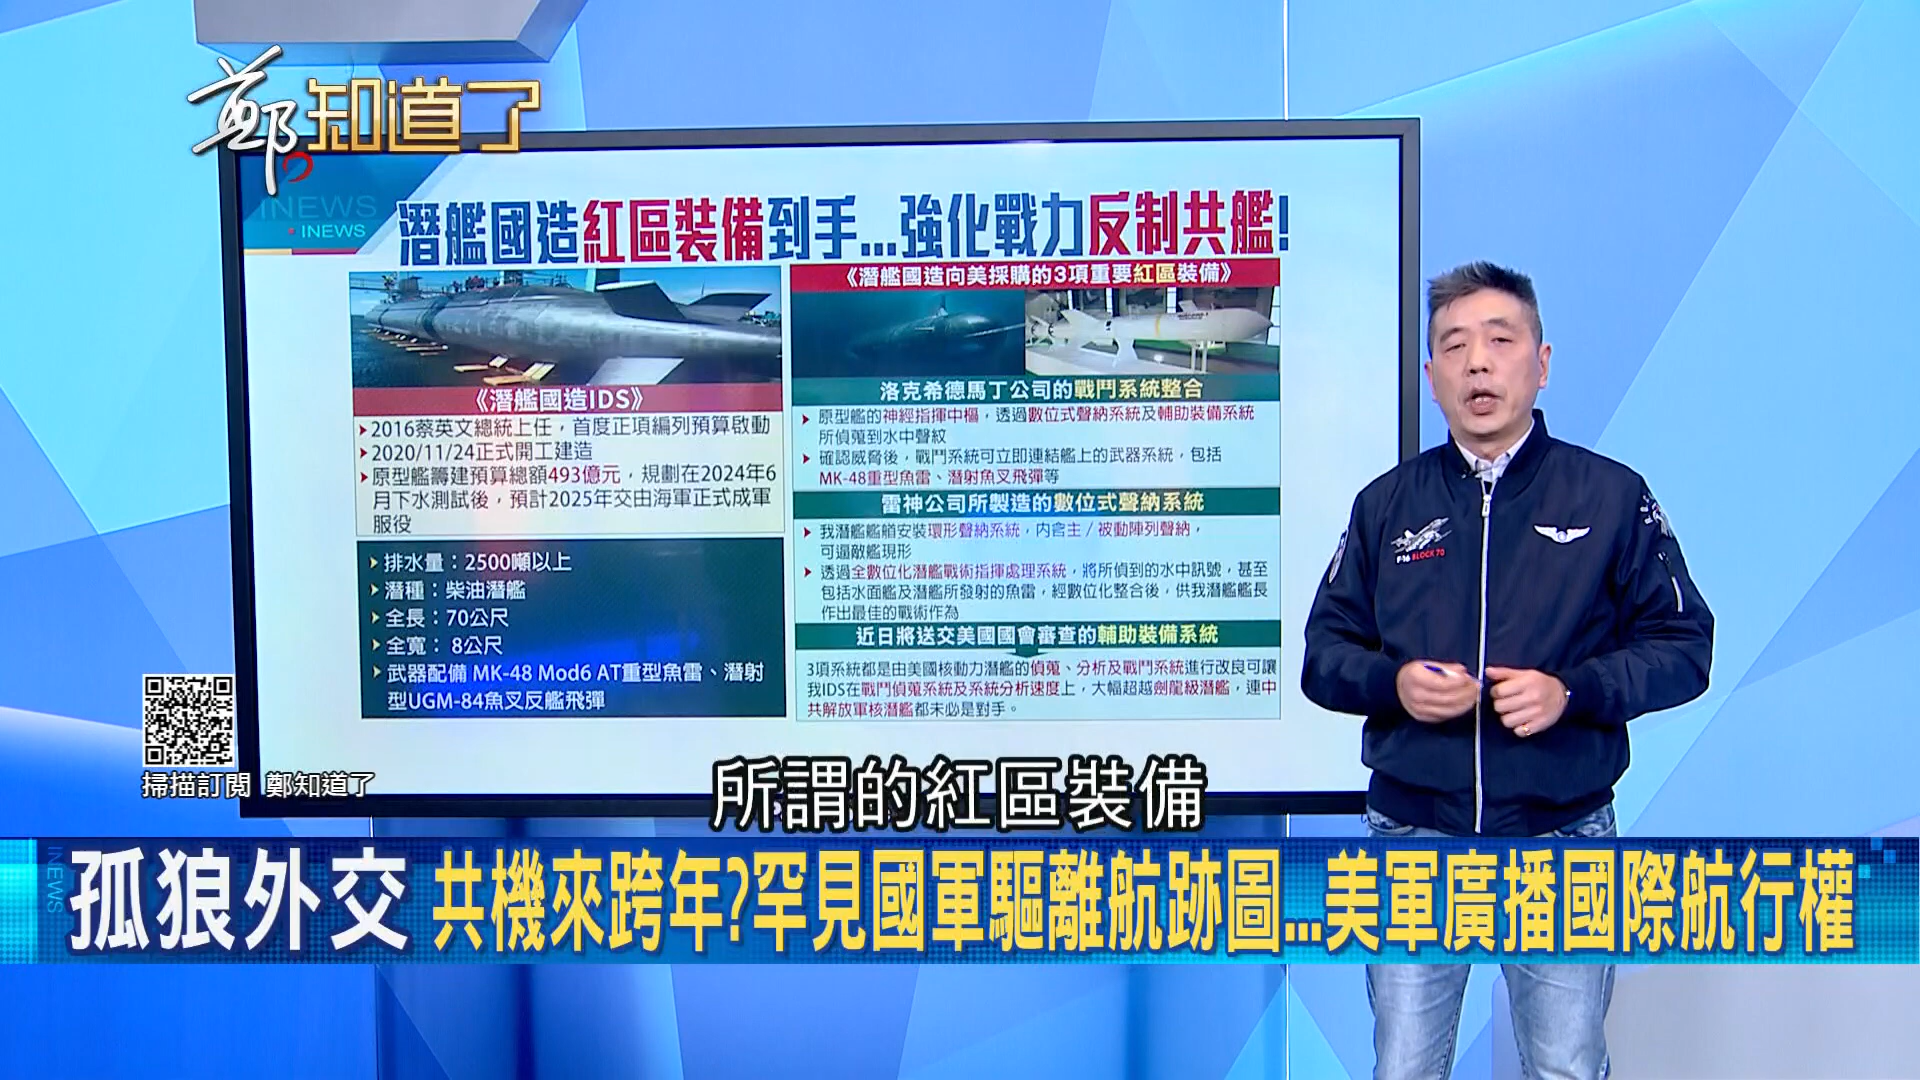 鄭知道了
INEWS
INEWS
潛艦國造紅區裝備到手...強化戰力反制共艦!
《潛艦國造IDS》
2016蔡英文總統上任，首度正項編列預算啟動
2020/11/24正式開工建造
原型艦籌建預算總額493億元，規劃在2024年6
月下水測試後，預計2025年交由海軍正式成軍
服役
排水量：2500噸以上
潛種：柴油潛艦
全長：70公尺
全寬：8公尺
武器配備 MK-48 Mod6 AT重型魚雷、潛射
型UGM-84魚叉反艦飛彈
《潛艦國造向美採購的3項重要紅區裝備》
洛克希德馬丁公司的戰鬥系統整合
原型艦的神經指揮中樞，透過數位式聲納系統及輔助裝備系統
所偵蒐到水中聲紋
確認威脅後，戰鬥系統可立即連結艦上的武器系統，包括
MK-48重型魚雷、潛射魚叉飛彈等
雷神公司所製造的數位式聲納系統
我潛艦艦艏安裝環形聲納系統，內含主/被動陣列聲納，
可逼敵艦現形
透過全數位化潛艦戰術指揮處理系統，將所偵到的水中訊號，甚至
包括水面艦及潛艦所發射的魚雷，經數位化整合後，供我潛艦艦長
作出最佳的戰術作為
近日將送交美國國會審查的輔助裝備系統
3項系統都是由美國核動力潛艦的偵蒐、分析及戰鬥系統進行改良可讓
我IDS在戰鬥偵蒐系統及系統分析速度上，大幅超越劍龍級潛艦，連中
共解放軍核潛艦都未必是對手。
F-16 BLOCK 70
掃描訂閱 鄭知道了
所謂的紅區裝備
INEWS
孤狼外交 共機來跨年?罕見國軍驅離航跡圖...美軍廣播國際航行權